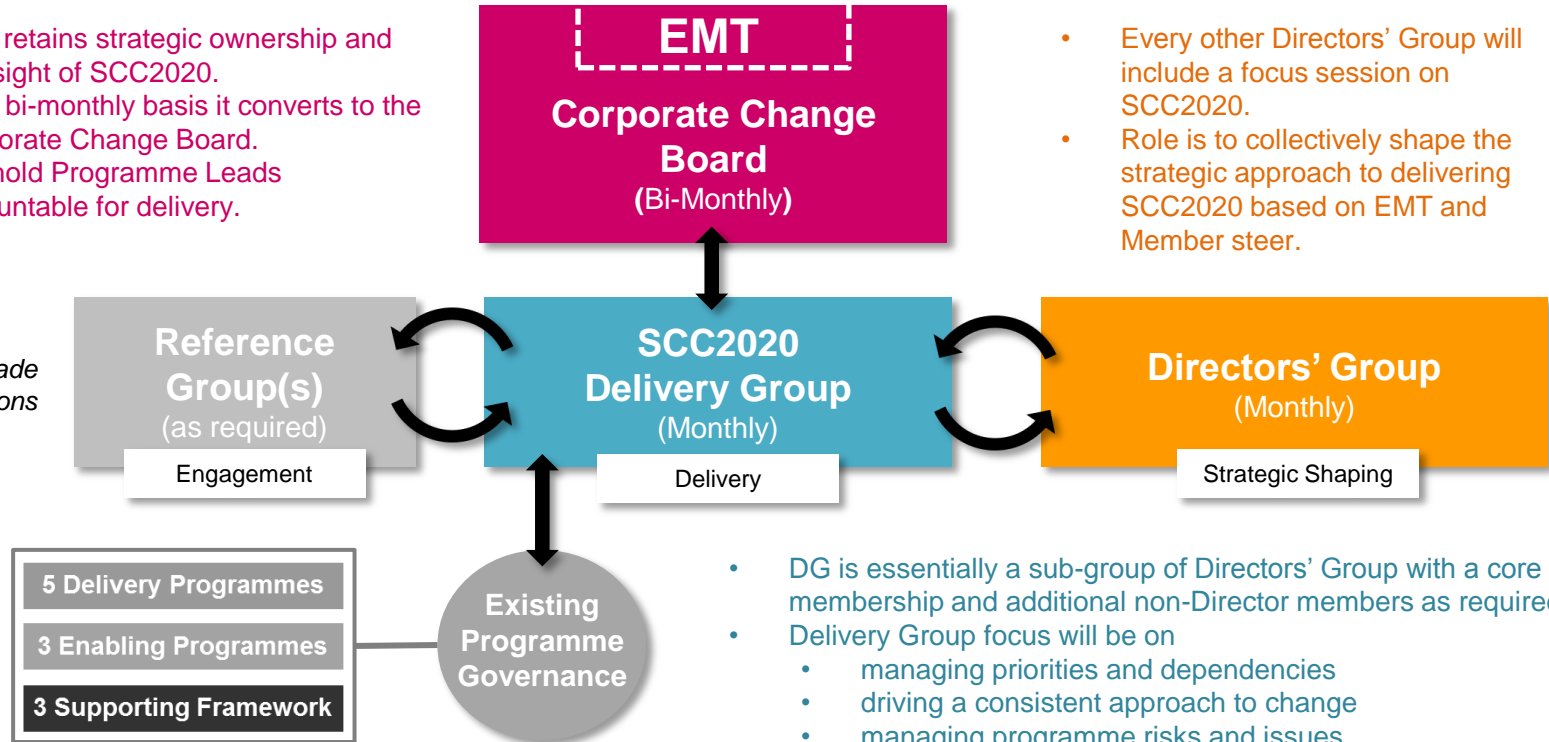 retains strategic ownership and
sight of SCC2020.
bi-monthly basis it converts to the
orate Change Board.
hold Programme Leads
untable for delivery.
EMT
Corporate Change
Board
(Bi-Monthly)
• Every other Directors’ Group will
include a focus session on
SCC2020.
• Role is to collectively shape the
strategic approach to delivering
SCC2020 based on EMT and
Member steer.
ade
ons
Reference
Group(s)
(as required)
Engagement
SCC2020
Delivery Group
(Monthly)
Delivery
Directors’ Group
(Monthly)
Strategic Shaping
5 Delivery Programmes
3 Enabling Programmes
3 Supporting Framework
Existing
Programme
Governance
• DG is essentially a sub-group of Directors’ Group with a core
membership and additional non-Director members as require
• Delivery Group focus will be on
• managing priorities and dependencies
• driving a consistent approach to change
• managing programme risks and issues